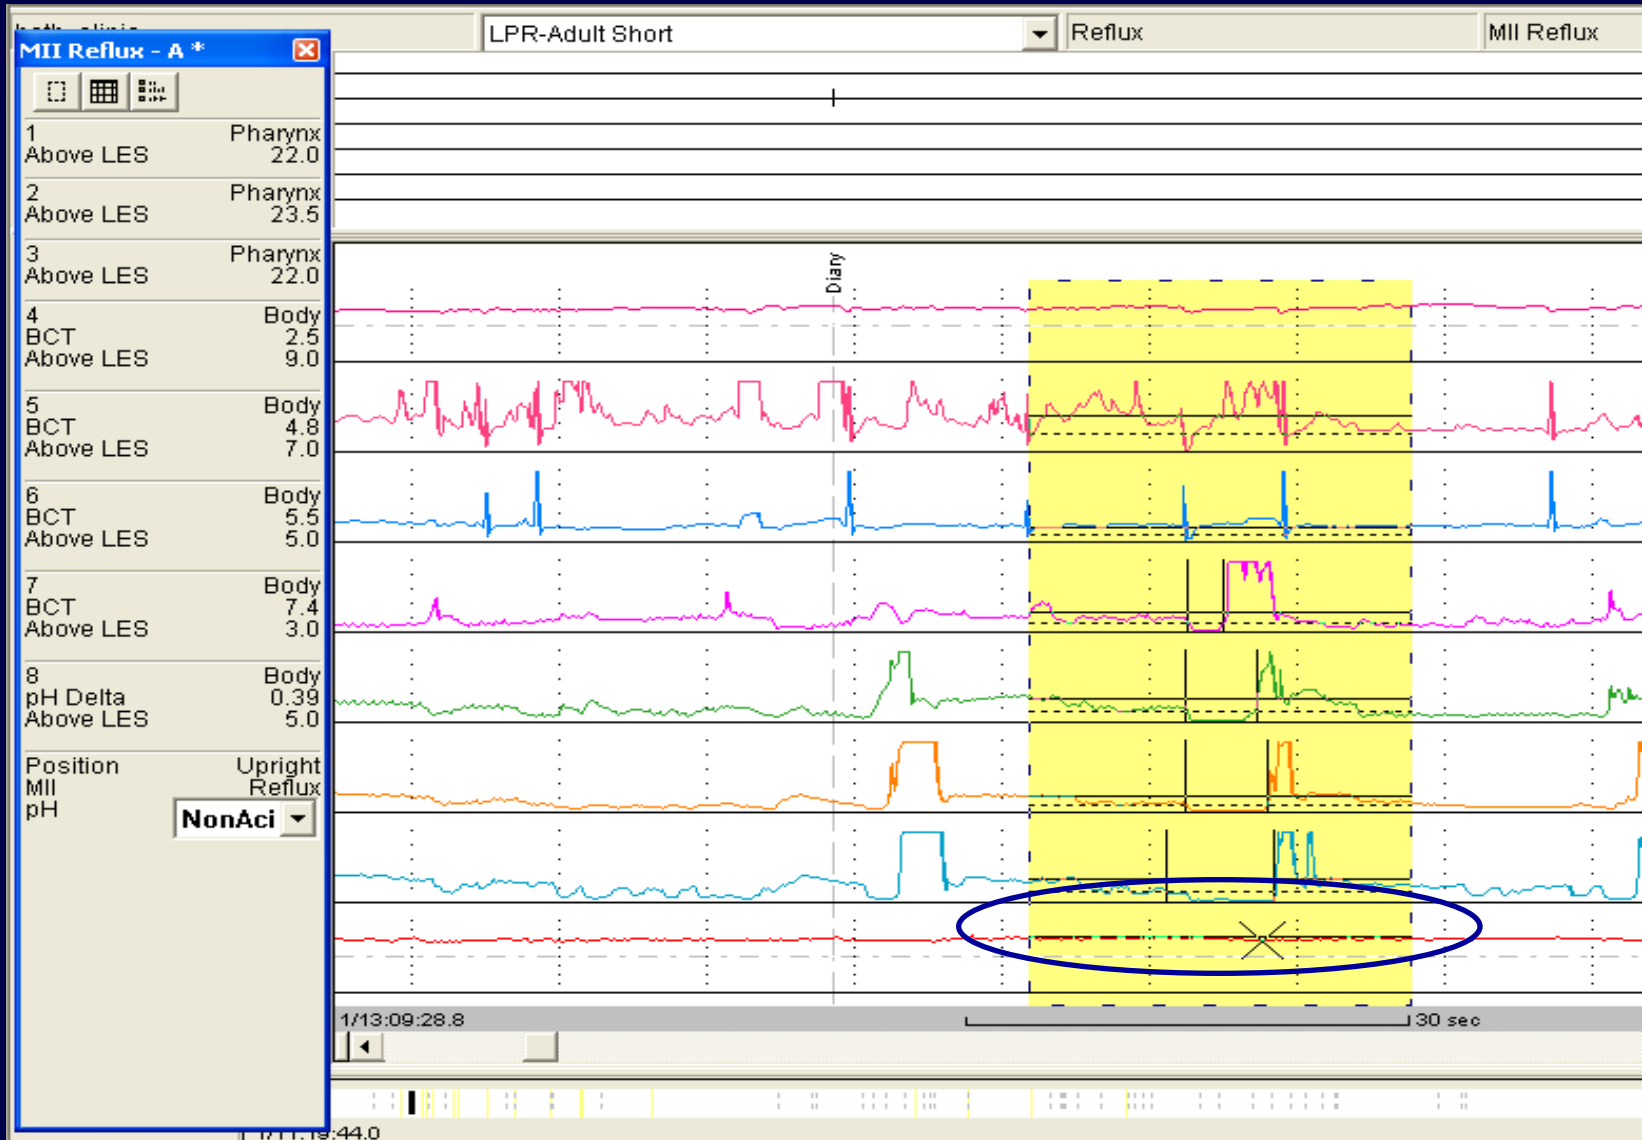 LPR-Adult Short
Reflux
MII Reflux
MII Reflux - A *
1 Pharynx
Above LES 22.0
2 Pharynx
Above LES 23.5
3 Pharynx
Above LES 22.0
4 Body
BCT 2.5
Above LES 9.0
5 Body
BCT 4.8
Above LES 7.0
6 Body
BCT 5.5
Above LES 5.0
7 Body
BCT 7.4
Above LES 3.0
8 Body
pH Delta 0.39
Above LES 5.0
Position Upright
MII Reflux
pH NonAci
Diary
1/13:09:28.8
30 sec